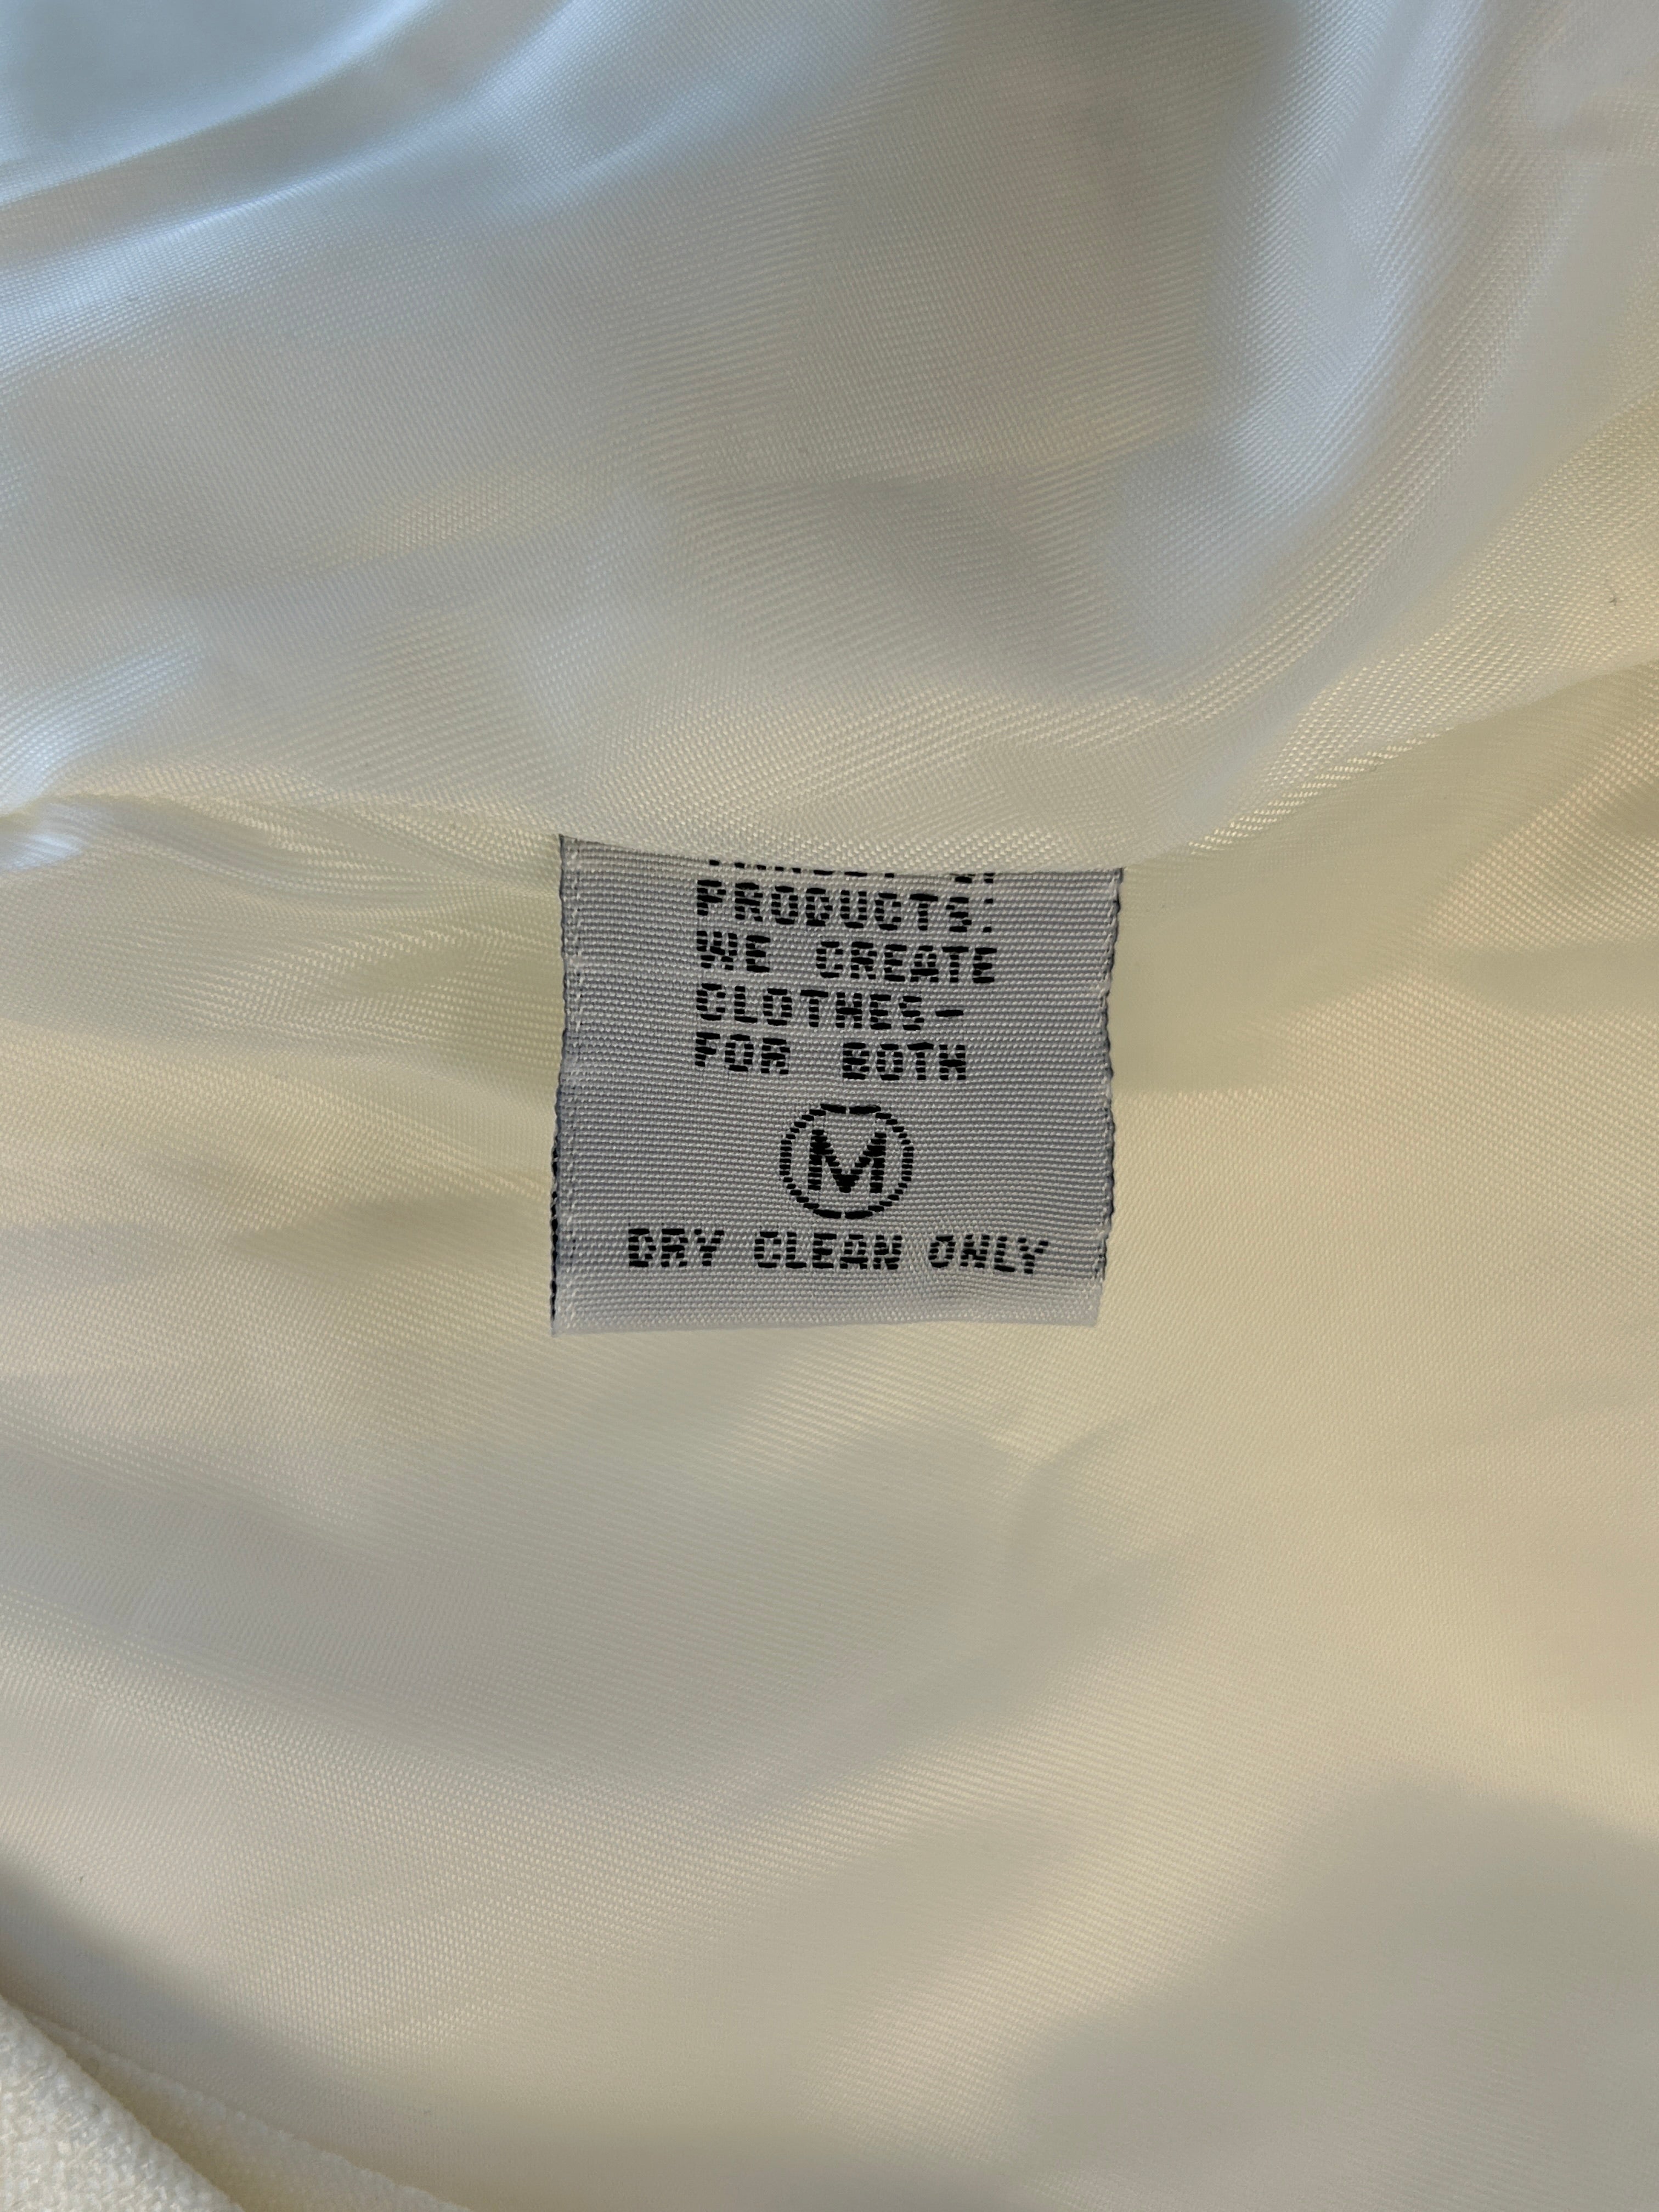 PRODUCTS:
WE CREATE
CLOTHES-
FOR BOTH
M
DRY CLEAN ONLY